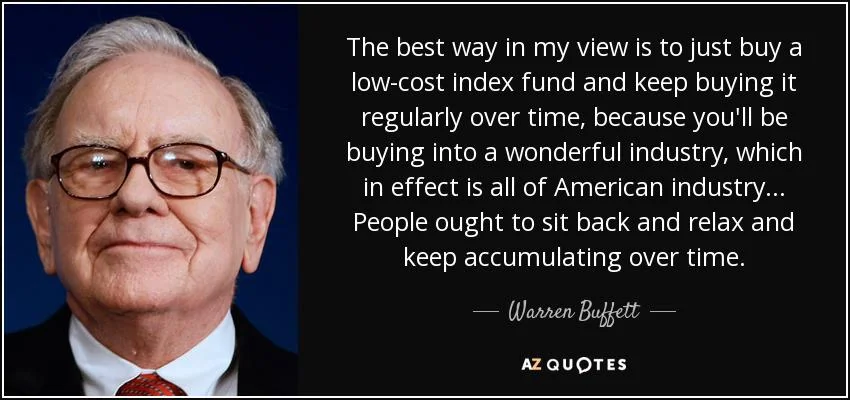 The best way in my view is to just buy a
low-cost index fund and keep buying it
regularly over time, because you'll be
buying into a wonderful industry, which
in effect is all of American industry...
People ought to sit back and relax and
keep accumulating over time.
Warren Buffett
AZ QUOTES